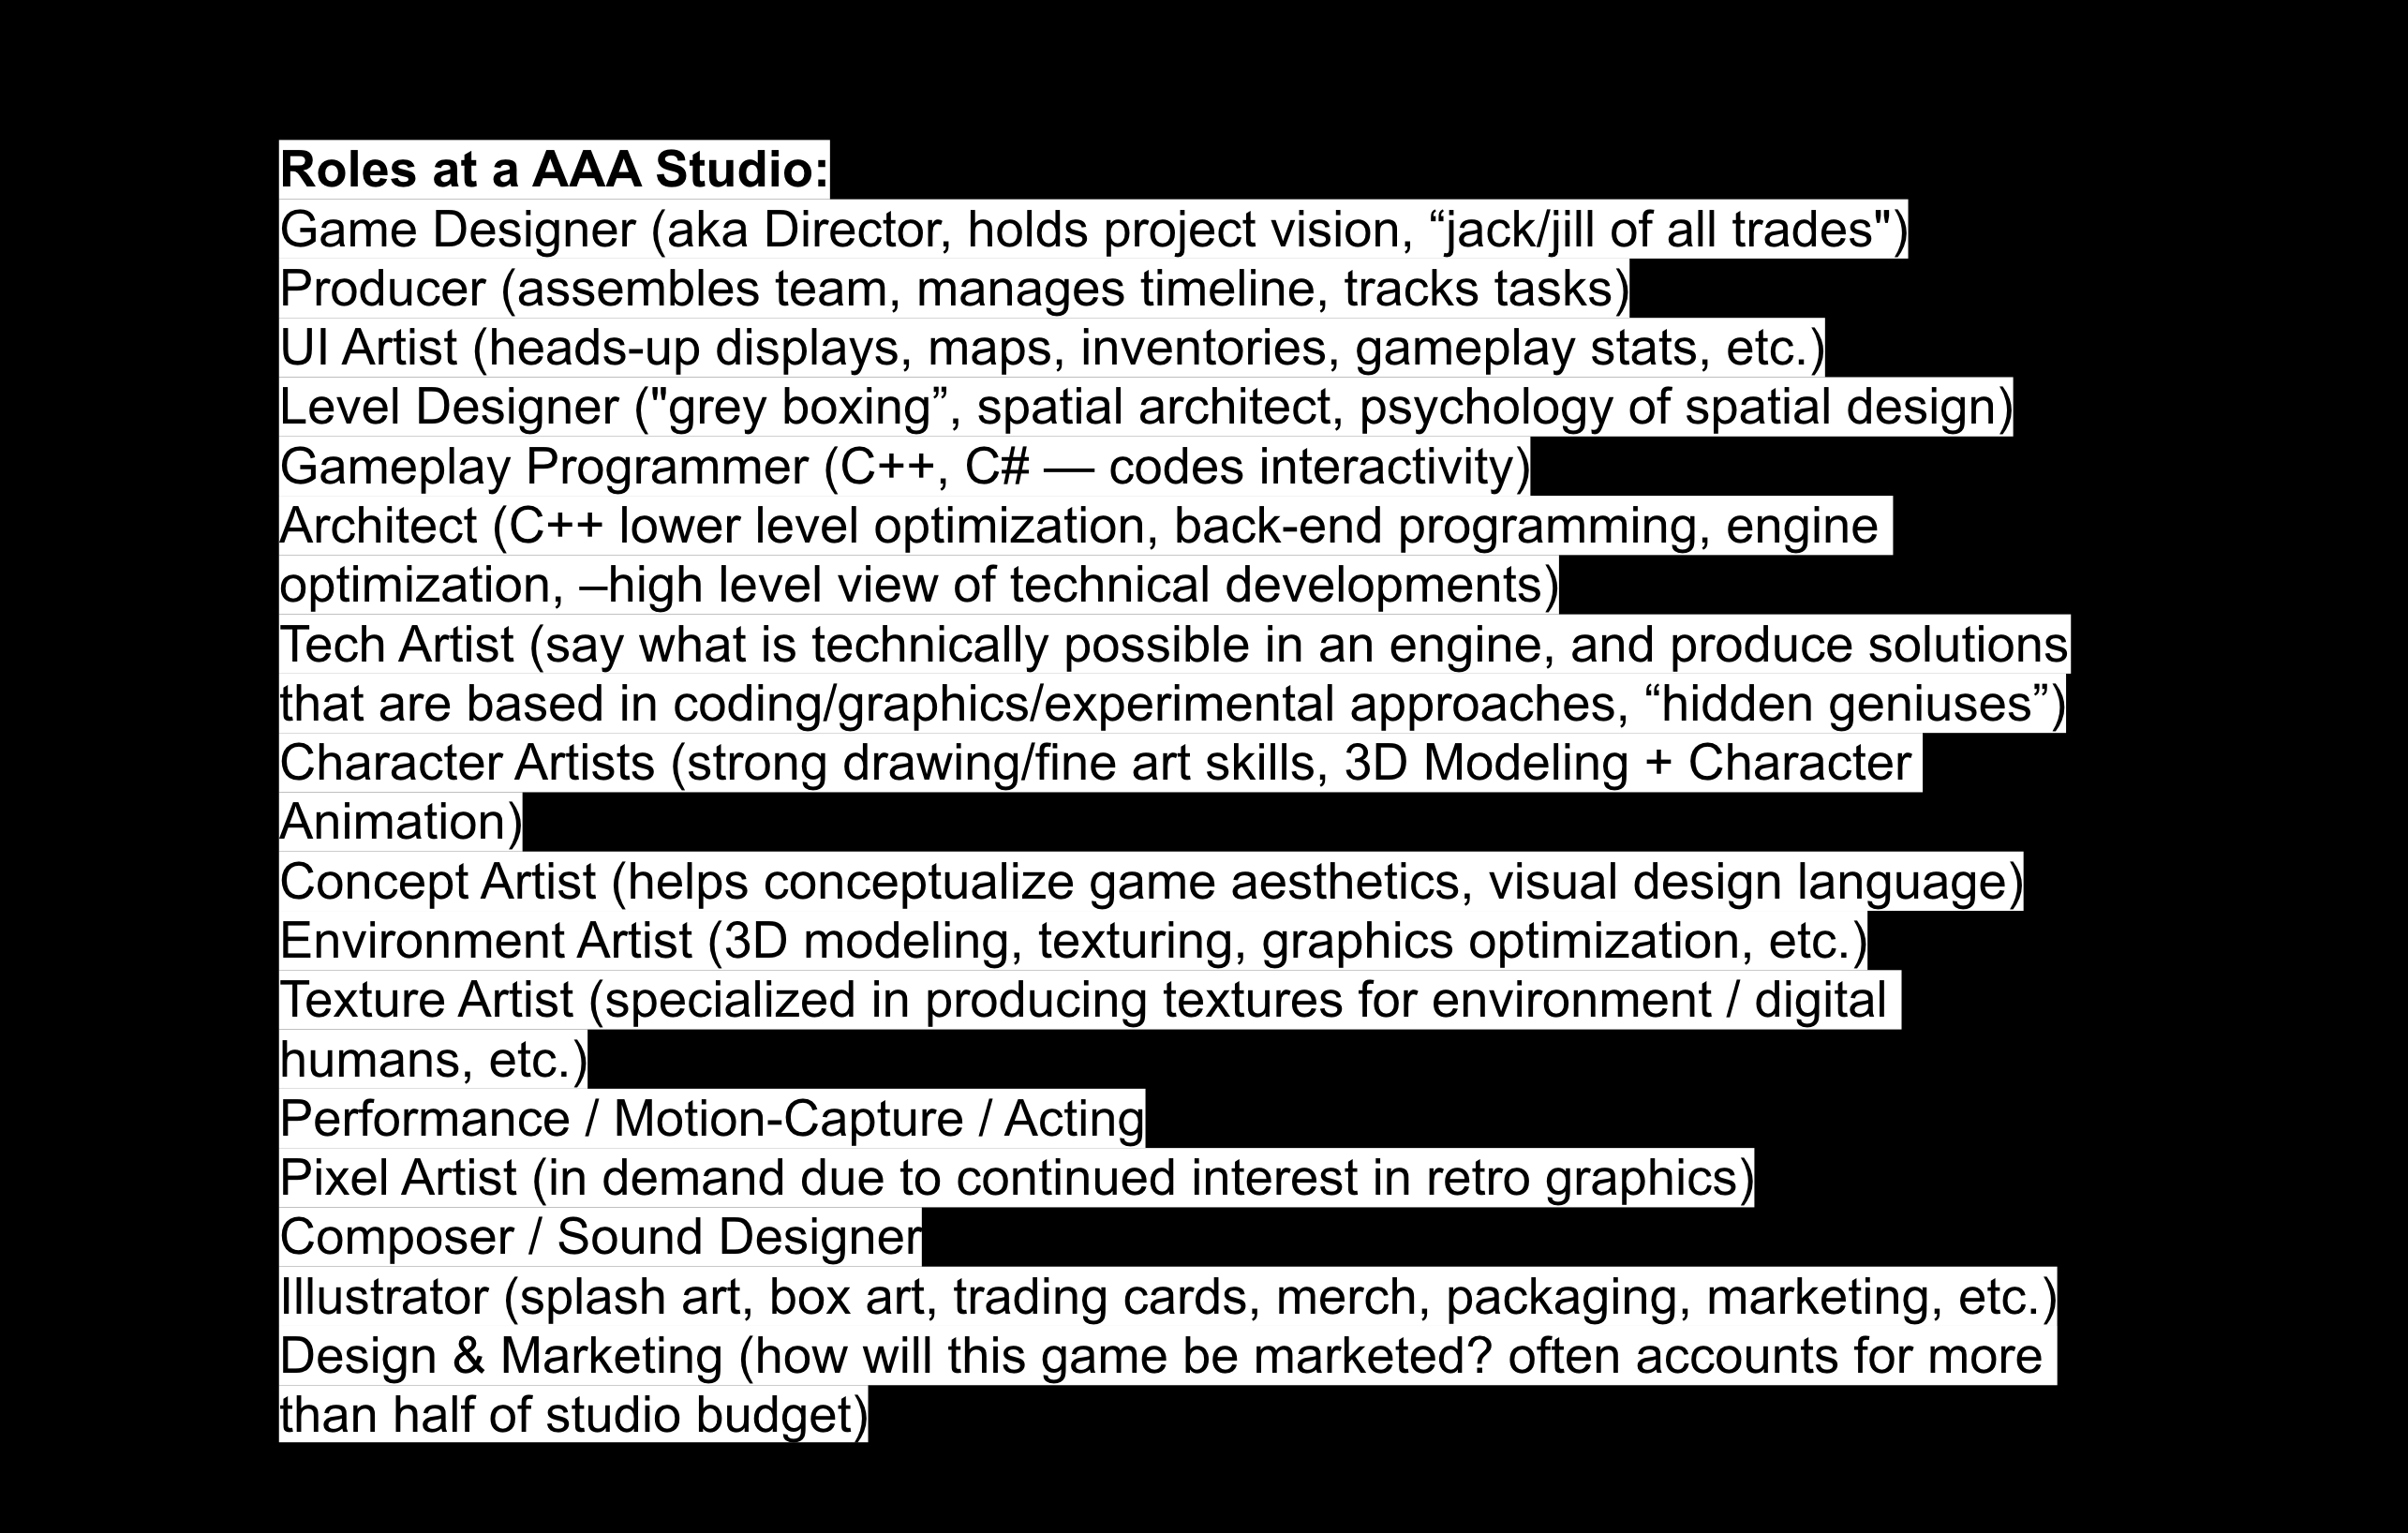 Roles at a AAA Studio:
Game Designer (aka Director, holds project vision, “jack/jill of all trades")
Producer (assembles team, manages timeline, tracks tasks)
UI Artist (heads-up displays, maps, inventories, gameplay stats, etc.)
Level Designer ("grey boxing”, spatial architect, psychology of spatial design)
Gameplay Programmer (C++, C# — codes interactivity)
Architect (C++ lower level optimization, back-end programming, engine
optimization, –high level view of technical developments)
Tech Artist (say what is technically possible in an engine, and produce solutions
that are based in coding/graphics/experimental approaches, “hidden geniuses”)
Character Artists (strong drawing/fine art skills, 3D Modeling + Character
Animation)
Concept Artist (helps conceptualize game aesthetics, visual design language)
Environment Artist (3D modeling, texturing, graphics optimization, etc.)
Texture Artist (specialized in producing textures for environment / digital
humans, etc.)
Performance / Motion-Capture / Acting
Pixel Artist (in demand due to continued interest in retro graphics)
Composer / Sound Designer
Illustrator (splash art, box art, trading cards, merch, packaging, marketing, etc.)
Design & Marketing (how will this game be marketed? often accounts for more
than half of studio budget)